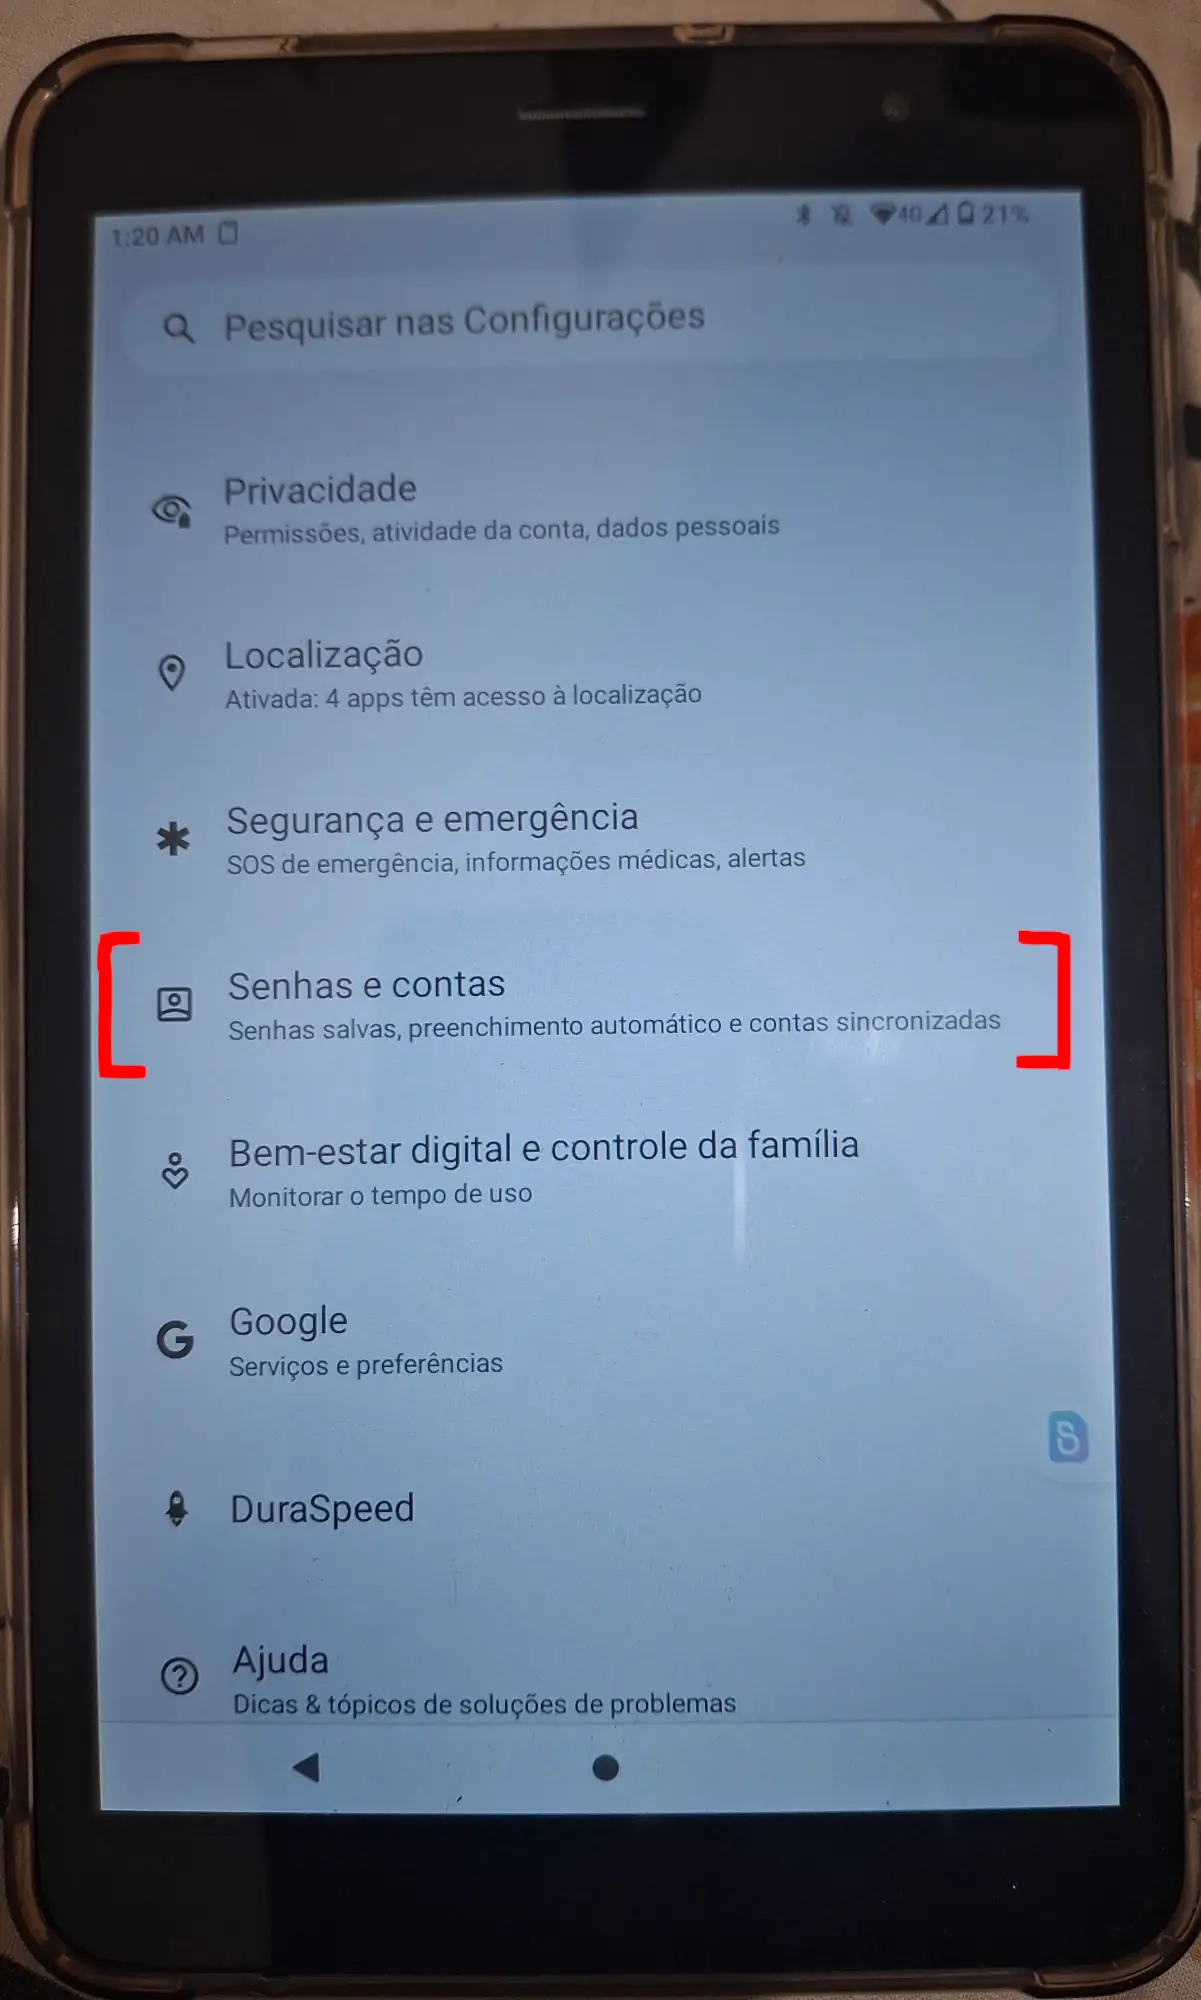 1:20 AM
4G 21%
Pesquisar nas Configurações
Privacidade
Permissões, atividade da conta, dados pessoais
Localização
Ativada: 4 apps têm acesso à localização
Segurança e emergência
SOS de emergência, informações médicas, alertas
Senhas e contas
Senhas salvas, preenchimento automático e contas sincronizadas
Bem-estar digital e controle da família
Monitorar o tempo de uso
Google
Serviços e preferências
DuraSpeed
Ajuda
Dicas & tópicos de soluções de problemas